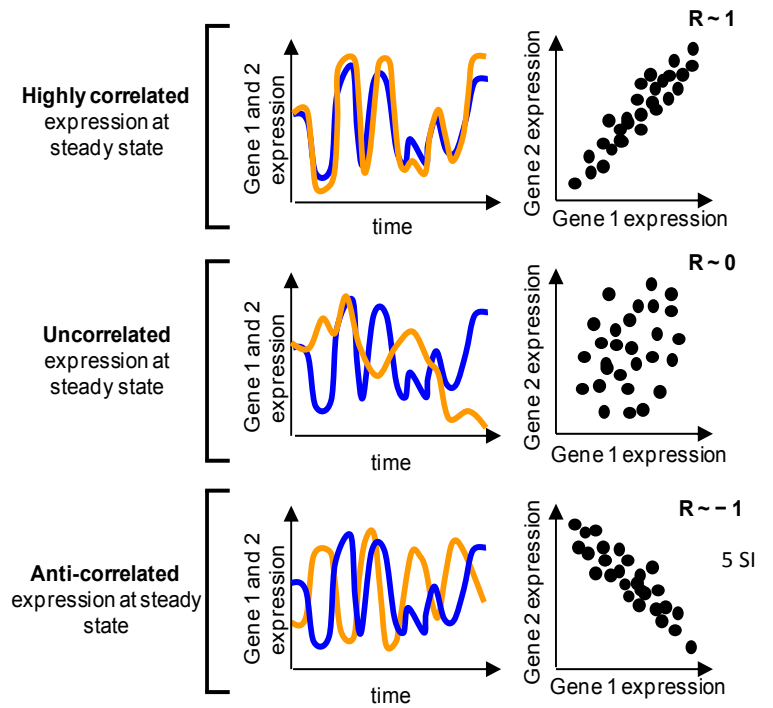 Highly correlated
expression at
steady state
Gene 1 and 2
expression
time
R ~ 1
Gene 2 expression
Gene 1 expression
Uncorrelated
expression at
steady state
Gene 1 and 2
expression
time
R ~ 0
Gene 2 expression
Gene 1 expression
Anti-correlated
expression at steady
state
Gene 1 and 2
expression
time
R ~ − 1
Gene 2 expression
Gene 1 expression
5 SI